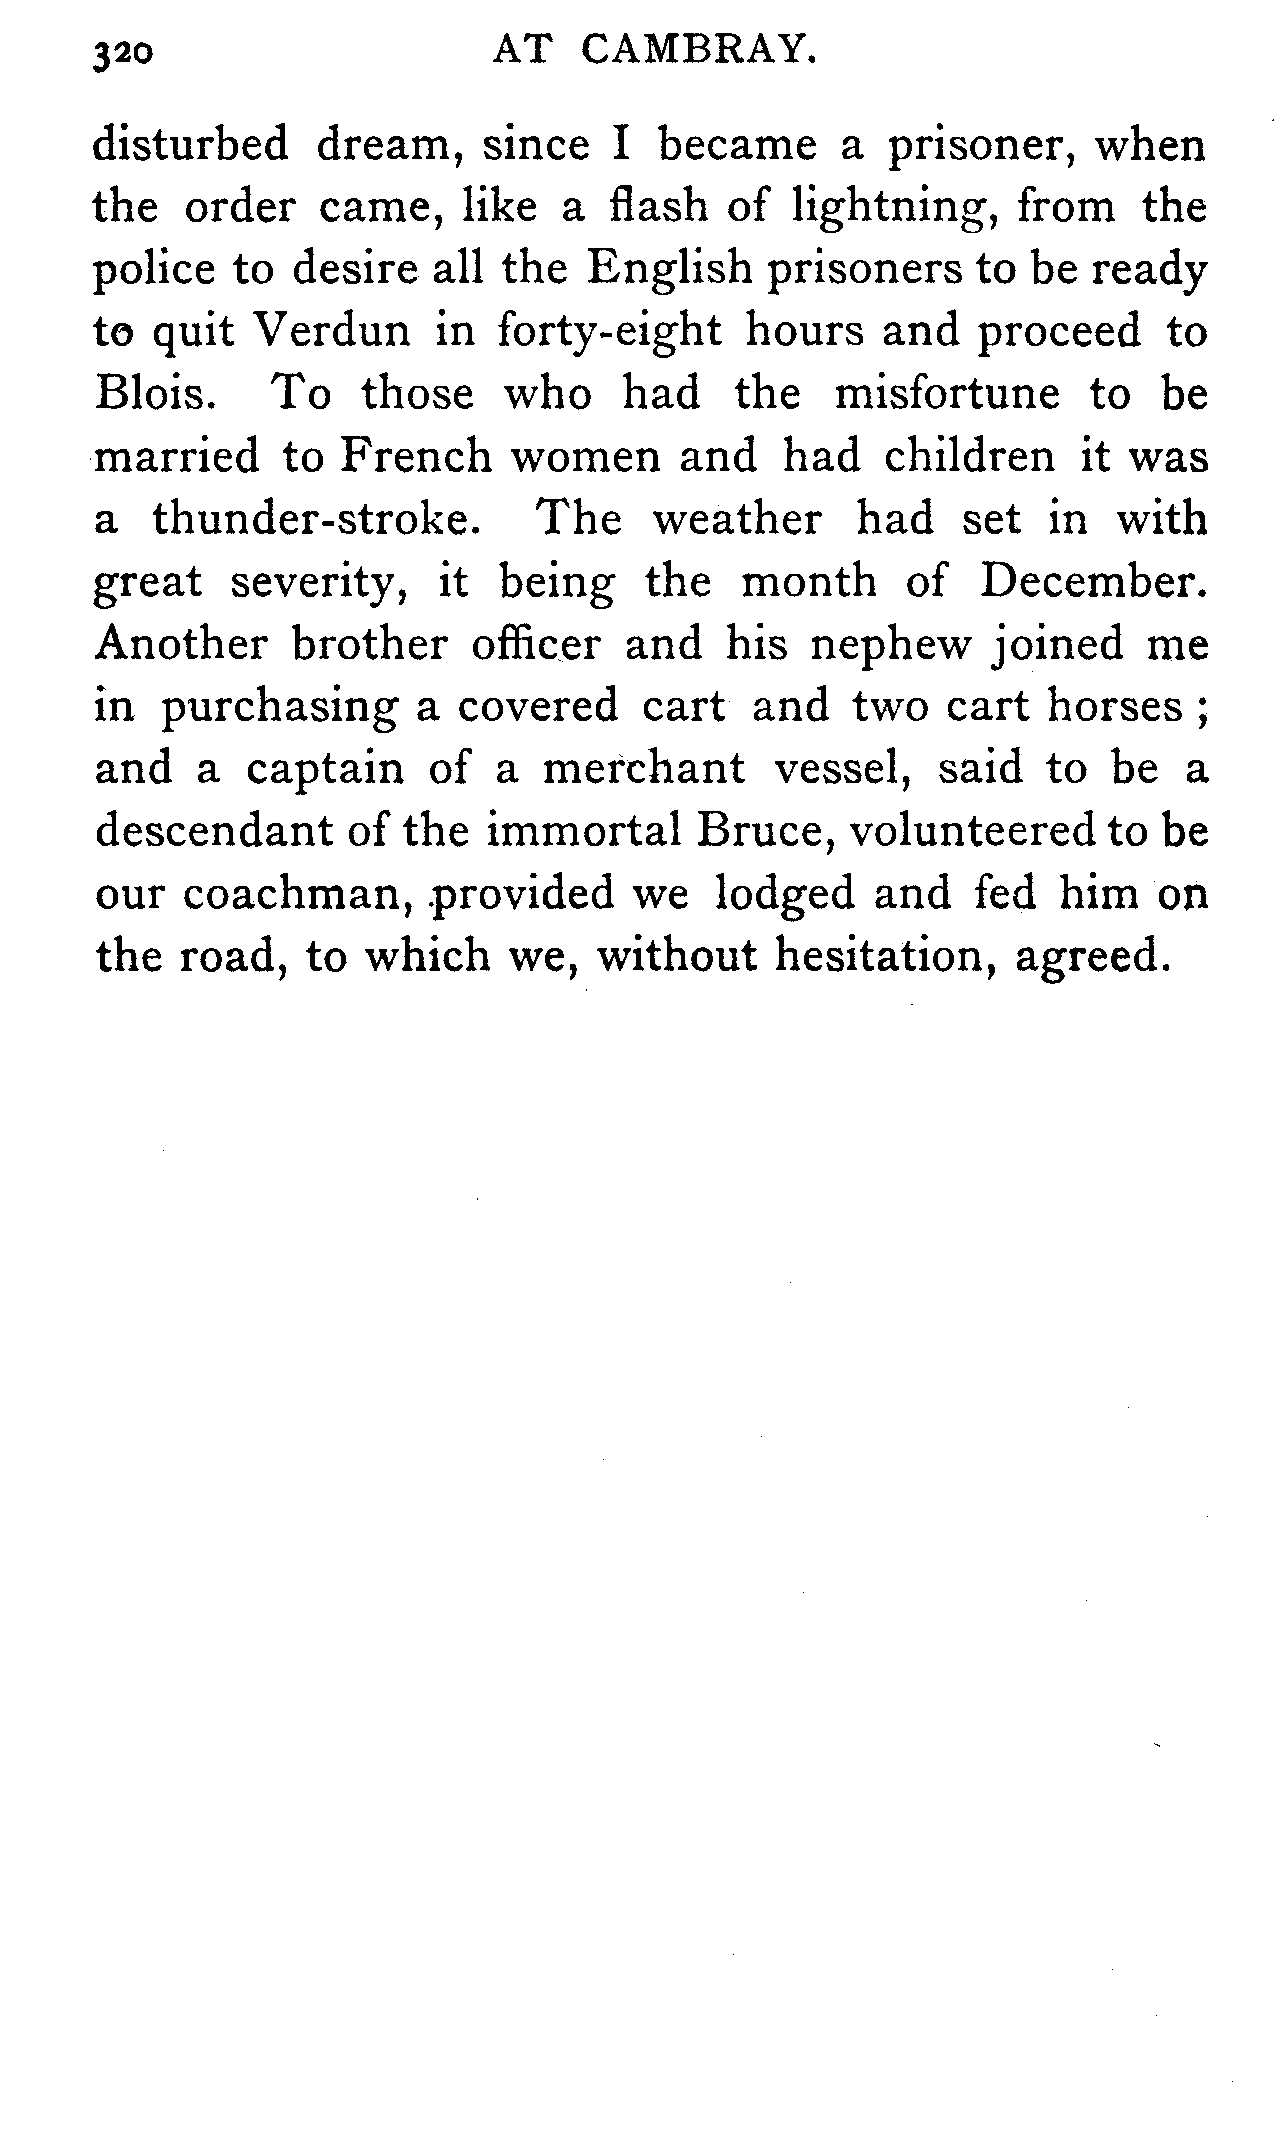 320 AT CAMBRAY.
disturbed dream, since I became a prisoner, when
the order came, like a flash of lightning, from the
police to desire all the English prisoners to be ready
to quit Verdun in forty-eight hours and proceed to
Blois. To those who had the misfortune to be
married to French women and had children it was
a thunder-stroke. The weather had set in with
great severity, it being the month of December.
Another brother officer and his nephew joined me
in purchasing a covered cart and two cart horses ;
and a captain of a merchant vessel, said to be a
descendant of the immortal Bruce, volunteered to be
our coachman, provided we lodged and fed him on
the road, to which we, without hesitation, agreed.